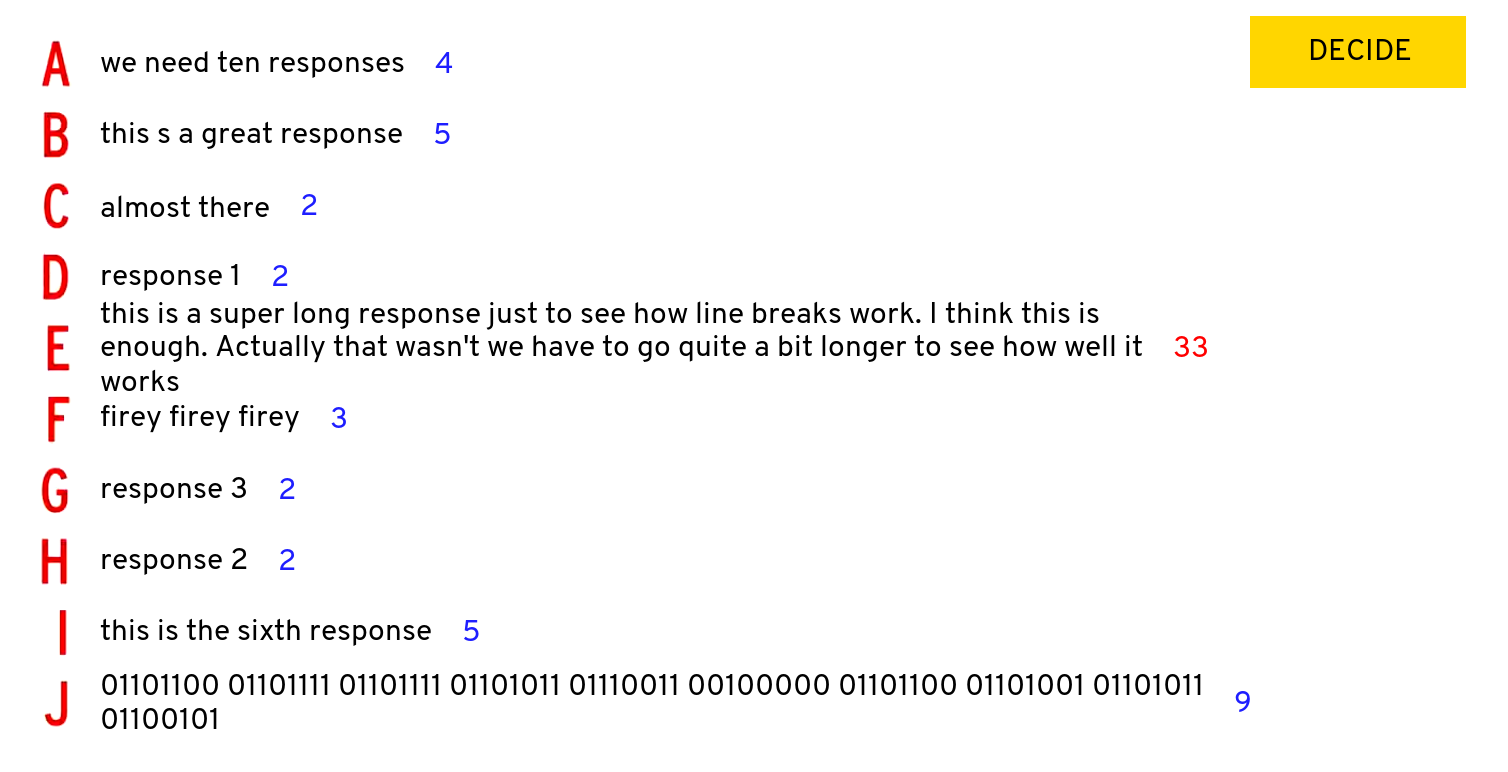 DECIDE
A we need ten responses 4
B this s a great response 5
C almost there 2
D response 1 2
this is a super long response just to see how line breaks work. I think this is
E enough. Actually that wasn't we have to go quite a bit longer to see how well it 33
works
F firey firey firey 3
G response 3 2
H response 2 2
I this is the sixth response 5
J 01101100 01101111 01101111 01101011 01110011 00100000 01101100 01101001 01101011 9
01100101